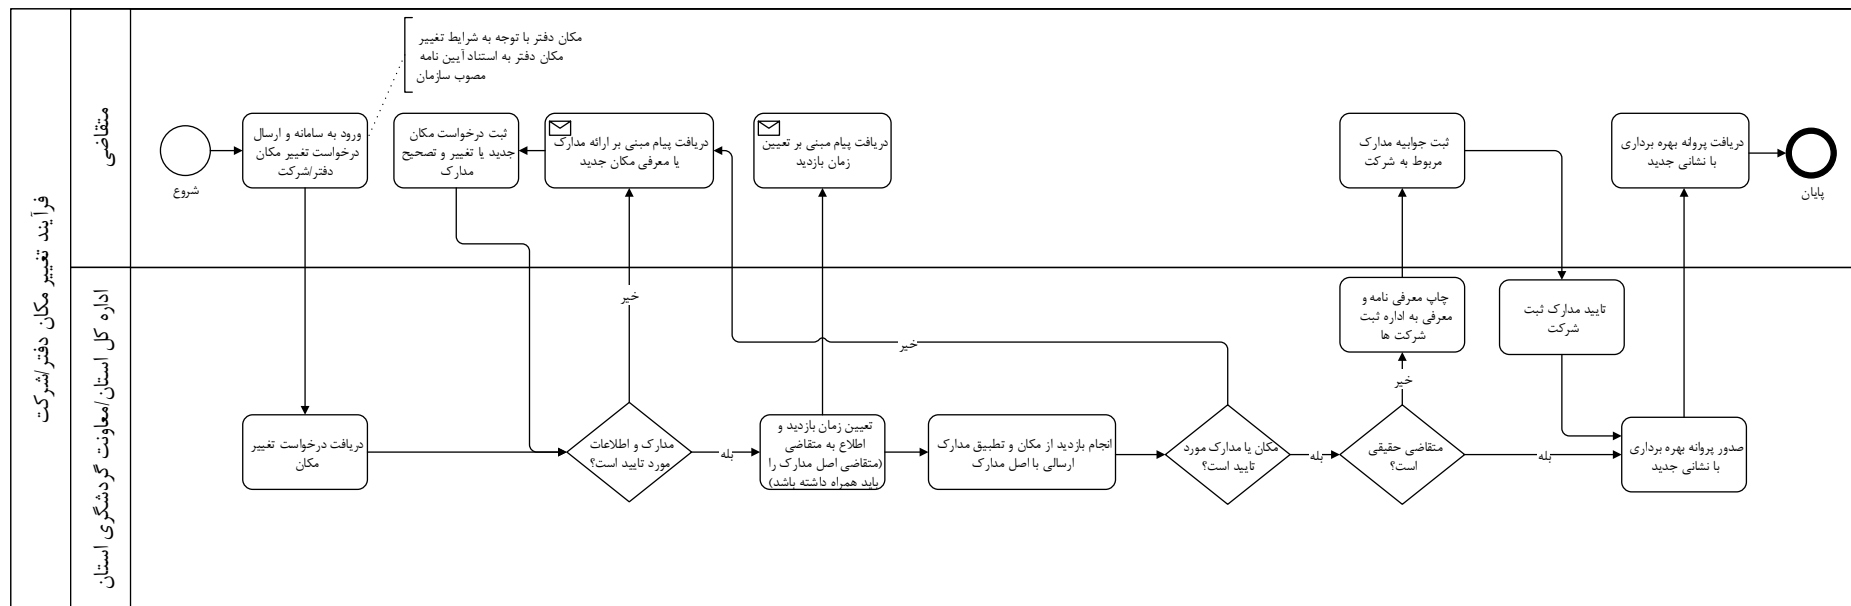 فرآیند تغییر مکان دفتر/شرکت
متقاضی
مکان دفتر با توجه به شرایط تغییر
مکان دفتر به استناد آیین نامه
مصوب سازمان
شروع
ورود به سامانه و ارسال
درخواست تغییر مکان
دفتر/شرکت
ثبت درخواست مکان
جدید یا تغییر و تصحیح
مدارک
دریافت پیام مبنی بر ارائه مدارک
یا معرفی مکان جدید
دریافت پیام مبنی بر تعیین
زمان بازدید
ثبت جوابیه مدارک
مربوط به شرکت
دریافت پروانه بهره برداری
با نشانی جدید
پایان
اداره کل استان/معاونت گردشگری استان
دریافت درخواست تغییر
مکان
مدارک و اطلاعات
مورد تایید است؟
خیر
بله
تعیین زمان بازدید و
اطلاع به متقاضی
(متقاضی اصل مدارک را
باید همراه داشته باشد)
انجام بازدید از مکان و تطبیق مدارک
ارسالی با اصل مدارک
مکان یا مدارک مورد
تایید است؟
خیر
بله
متقاضی حقیقی
است؟
خیر
بله
چاپ معرفی نامه و
معرفی به اداره ثبت
شرکت ها
تایید مدارک ثبت
شرکت
صدور پروانه بهره برداری
با نشانی جدید